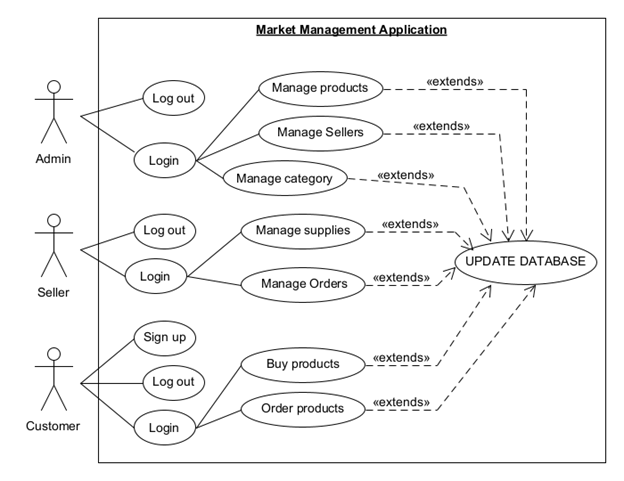 Market Management Application
Manage products
«extends»
Log out
Admin
Manage Sellers
«extends»
Login
Manage category
«extends»
Log out
Manage supplies
«extends»
UPDATE DATABASE
Login
Seller
Manage Orders
«extends»
Sign up
Buy products
«extends»
Log out
Order products
«extends»
Customer
Login